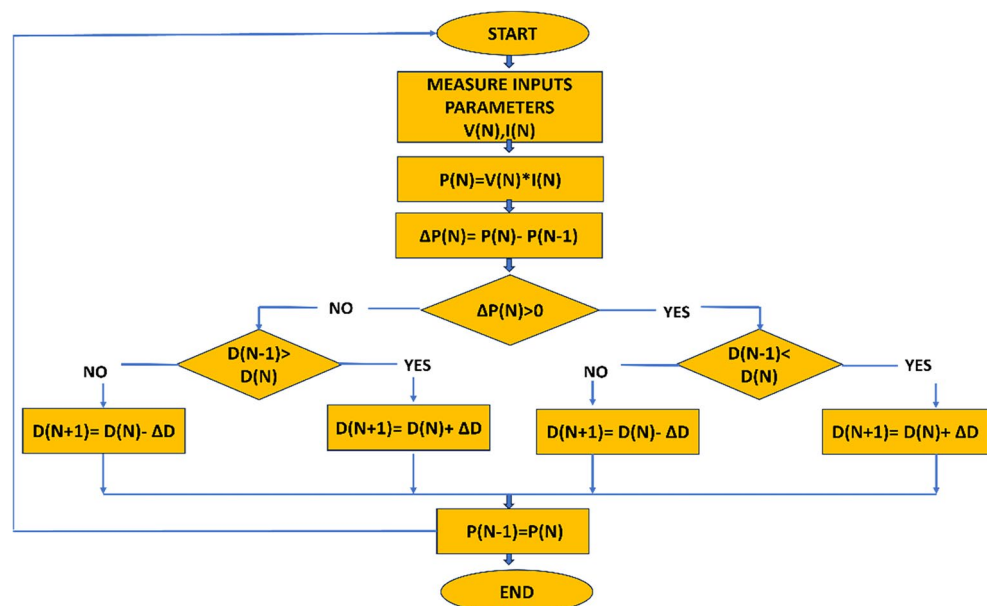 START
MEASURE INPUTS
PARAMETERS
V(N),I(N)
P(N)=V(N)*I(N)
ΔP(N)= P(N)- P(N-1)
ΔP(N)>0
NO
YES
D(N-1)>
D(N)
D(N-1)<
D(N)
NO
YES
NO
YES
D(N+1)= D(N)- ΔD
D(N+1)= D(N)+ ΔD
D(N+1)= D(N)- ΔD
D(N+1)= D(N)+ ΔD
P(N-1)=P(N)
END